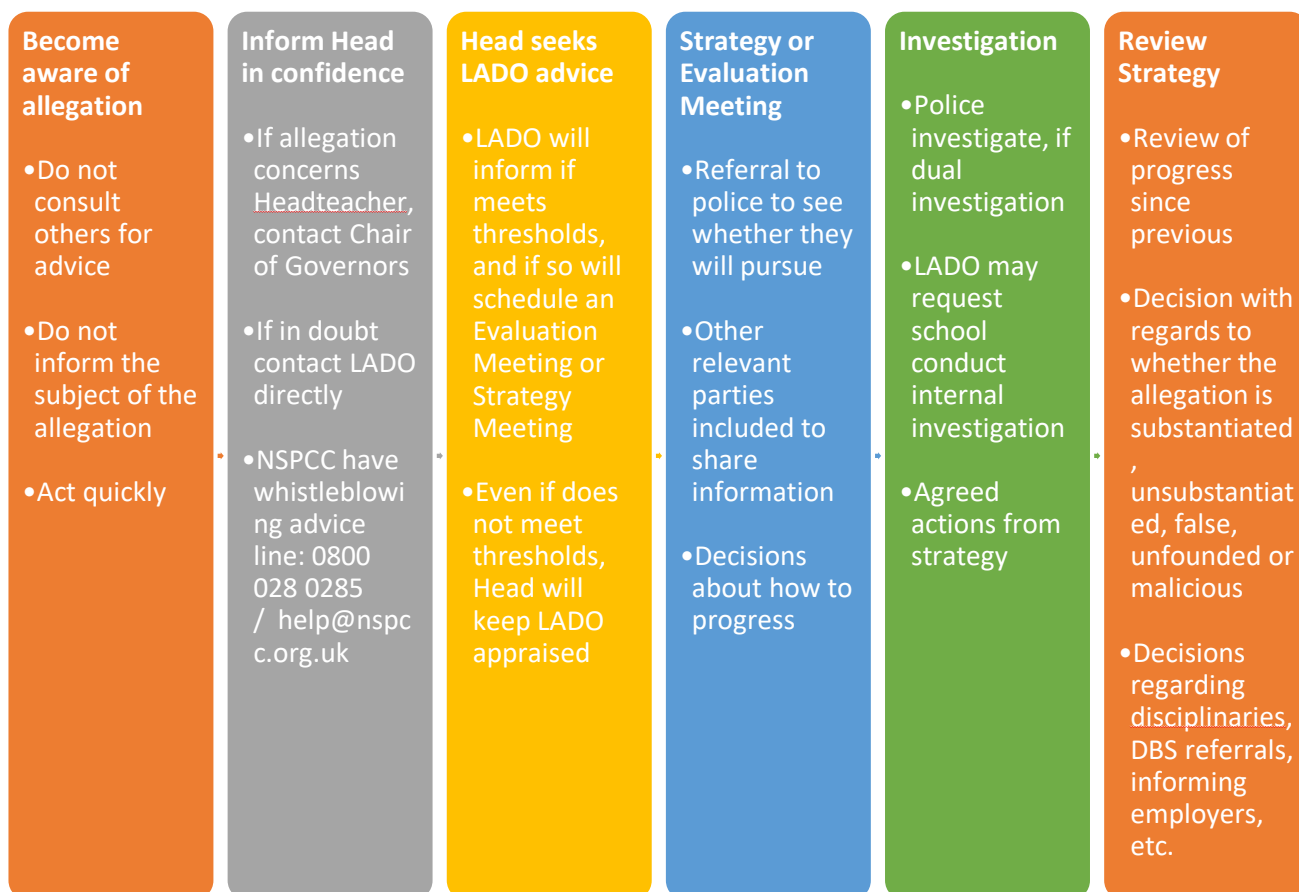 Become
aware of
allegation
•Do not
consult
others for
advice
•Do not
inform the
subject of the
allegation
•Act quickly
Inform Head
in confidence
•If allegation
concerns
Headteacher,
contact Chair
of Governors
•If in doubt
contact LADO
directly
•NSPCC have
whistleblowi
ng advice
line: 0800
028 0285
/ help@nspc
c.org.uk
Head seeks
LADO advice
•LADO will
inform if
meets
thresholds,
and if so will
schedule an
Evaluation
Meeting or
Strategy
Meeting
•Even if does
not meet
thresholds,
Head will
keep LADO
appraised
Strategy or
Evaluation
Meeting
•Referral to
police to see
whether they
will pursue
•Other
relevant
parties
included to
share
information
•Decisions
about how to
progress
Investigation
•Police
investigate, if
dual
investigation
•LADO may
request
school
conduct
internal
investigation
•Agreed
actions from
strategy
Review
Strategy
•Review of
progress
since
previous
•Decision with
regards to
whether the
allegation is
substantiated
,
unsubstantiat
ed, false,
unfounded or
malicious
•Decisions
regarding
disciplinaries,
DBS referrals,
informing
employers,
etc.